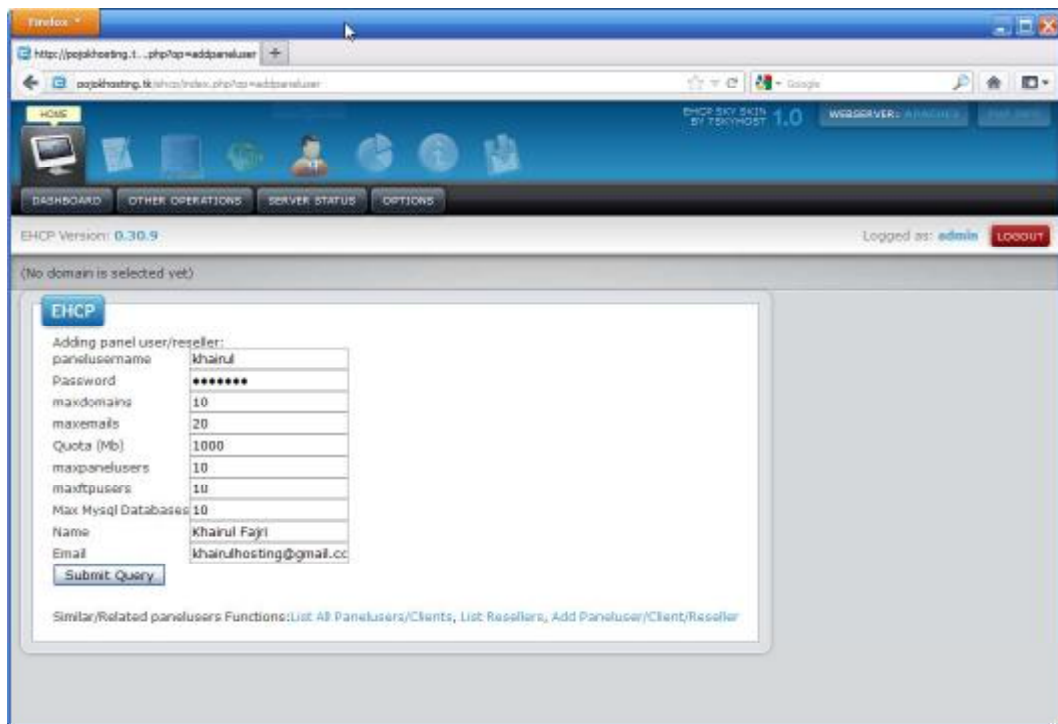 Firefox
http://pojokhosting.t...php?op=addpaneluser
pojokhosting.tk/ehcp/index.php?op=addpaneluser
Google
HOME
EHCP SKY SKIN
BY TSKYHOST 1.0
WEBSERVER:
DASHBOARD OTHER OPERATIONS SERVER STATUS OPTIONS
EHCP Version: 0.30.9
Logged as: admin LOGOUT
(No domain is selected yet)
EHCP
Adding panel user/reseller:
panelusername khairul
Password •••••••
maxdomains 10
maxemails 20
Quota (Mb) 1000
maxpanelusers 10
maxftpusers 10
Max Mysql Databases 10
Name Khairul Fajri
Email khairulhosting@gmail.cc
Submit Query
Similar/Related panelusers Functions:List All Panelusers/Clients, List Resellers, Add Paneluser/Client/Reseller